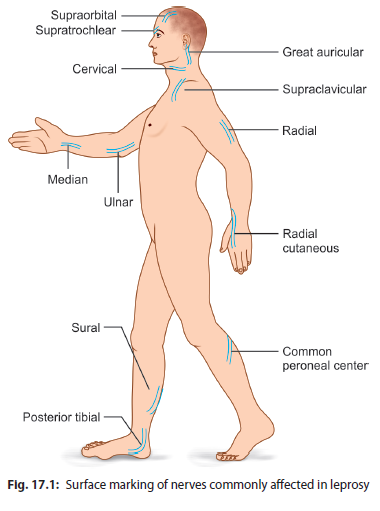 Supraorbital
Supratrochlear
Great auricular
Cervical
Supraclavicular
Radial
Median
Ulnar
Radial
cutaneous
Sural
Common
peroneal center
Posterior tibial
Fig. 17.1: Surface marking of nerves commonly affected in leprosy